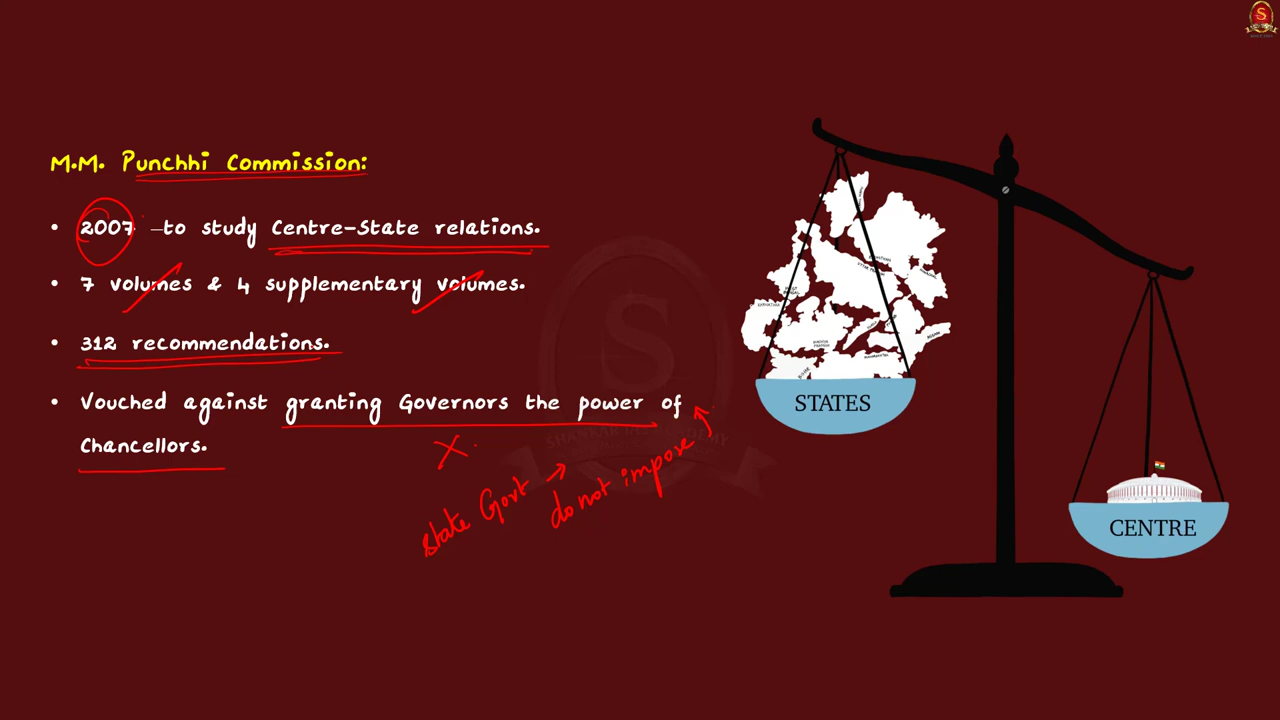 M.M. Punchhi Commission:
• 2007 – to study Centre-State relations.
• 7 volumes & 4 supplementary volumes.
• 312 recommendations.
• Vouched against granting Governors the power of
Chancellors.
State Govt → do not impose
STATES
CENTRE
S